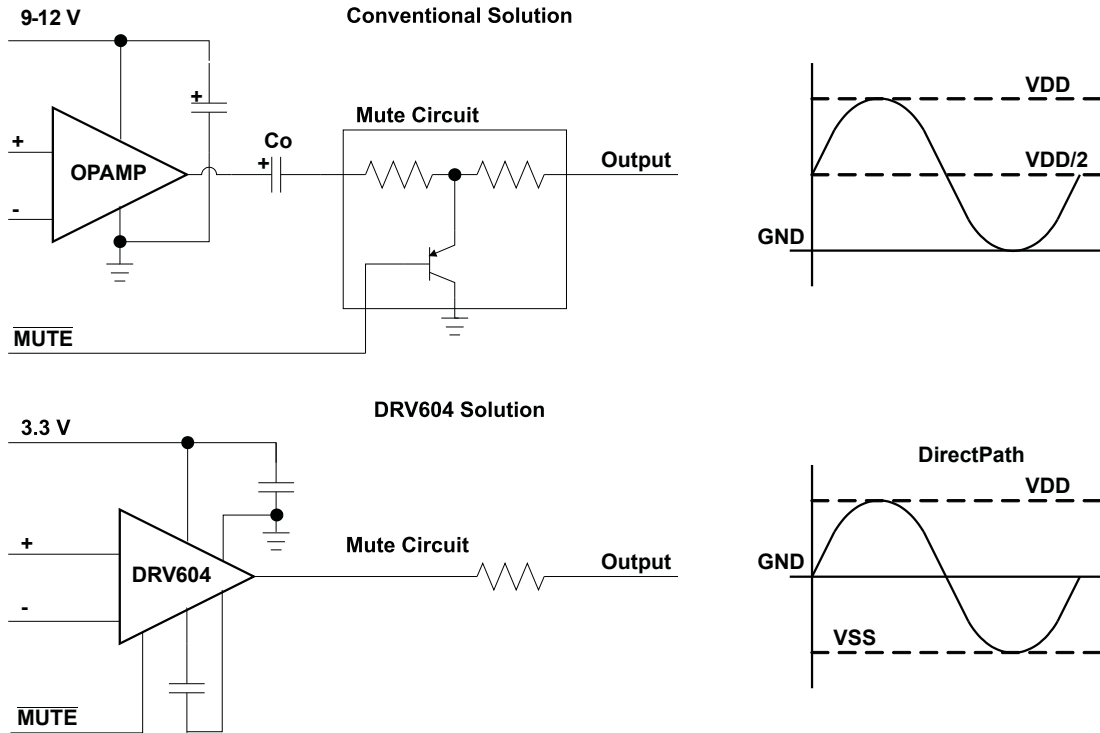 9-12 V
Conventional Solution
+
Mute Circuit
+
OPAMP
-
Co
+
Output
MUTE
VDD
VDD/2
GND
DRV604 Solution
3.3 V
+
DRV604
-
Mute Circuit
Output
MUTE
DirectPath
VDD
GND
VSS